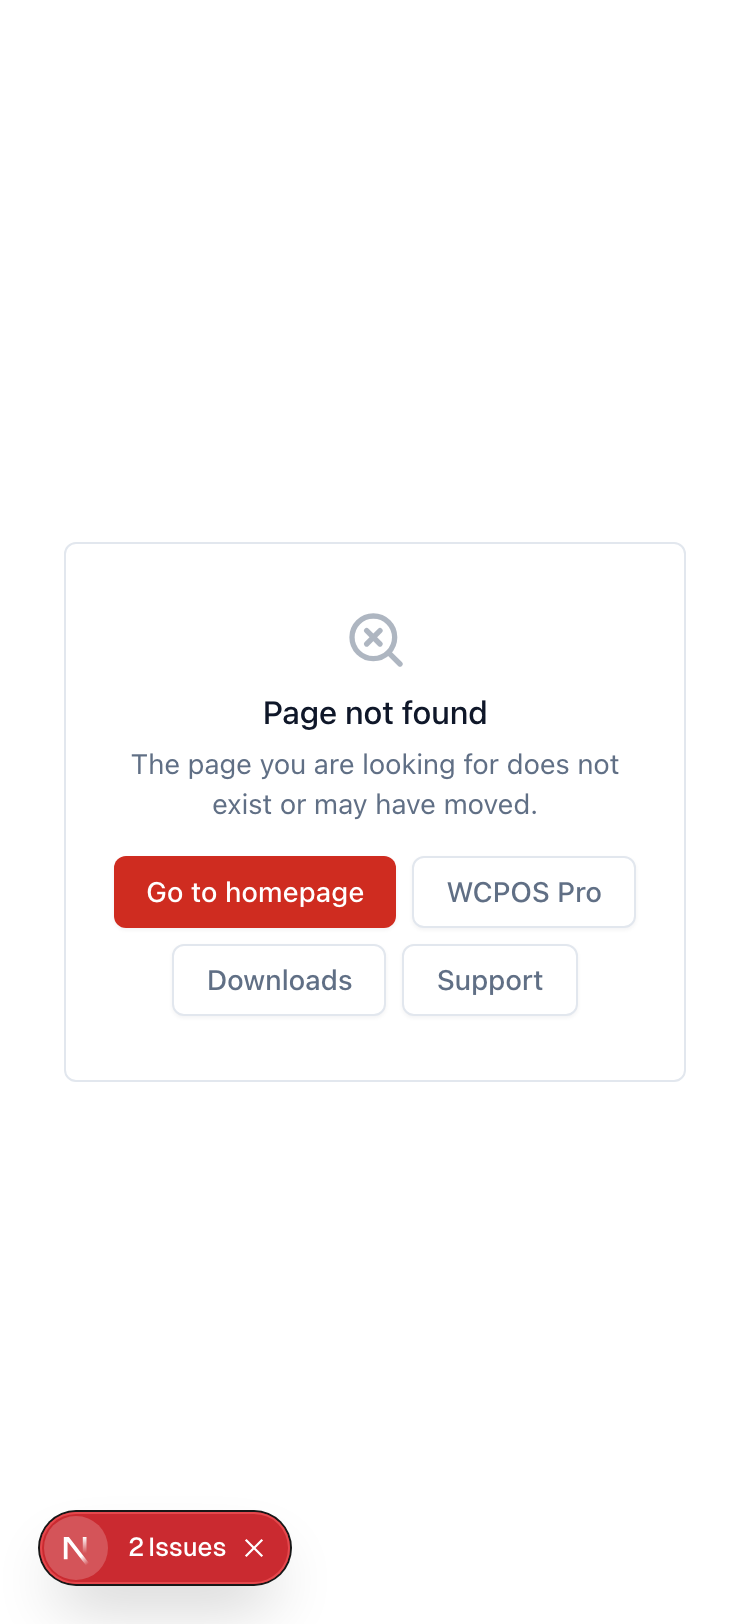 Page not found
The page you are looking for does not
exist or may have moved.
Go to homepage
WCPOS Pro
Downloads
Support
N
2 Issues